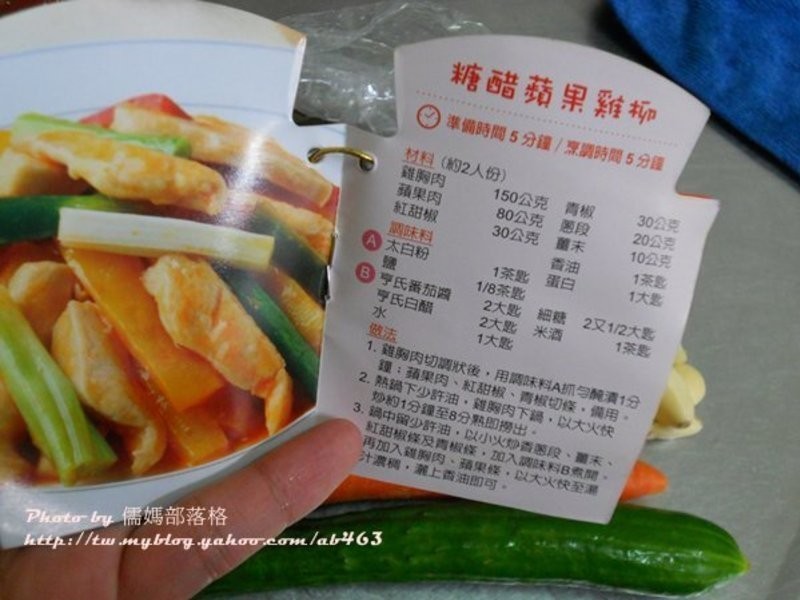 糖醋蘋果雞柳
準備時間 5 分鐘 / 烹調時間 5 分鐘
材料 (約2人份)
雞胸肉 150公克 青椒 30公克
蘋果肉 80公克 蔥段 20公克
紅甜椒 30公克 薑末 10公克
調味料 香油 1茶匙
A 太白粉 1茶匙 蛋白 1大匙
鹽 1/8茶匙
B 亨氏番茄醬 2大匙 細糖 2又1/2大匙
亨氏白醋 2大匙 米酒 1茶匙
水 1大匙
做法
1. 雞胸肉切調狀後，用調味料A抓勻醃漬1分
鐘；蘋果肉、紅甜椒、青椒切條，備用。
2. 熱鍋下少許油，雞胸肉下鍋，以大火快
炒約1分鐘至8分熟即撈出。
3. 鍋中留少許油，以小火炒香蔥段、薑末、
紅甜椒條及青椒條，加入調味料B煮開。
再加入雞胸肉、蘋果條，以大火快至湯
汁濃稠，灑上香油即可。
Photo by 儒媽部落格
http://tw.myblog.yahoo.com/ab463